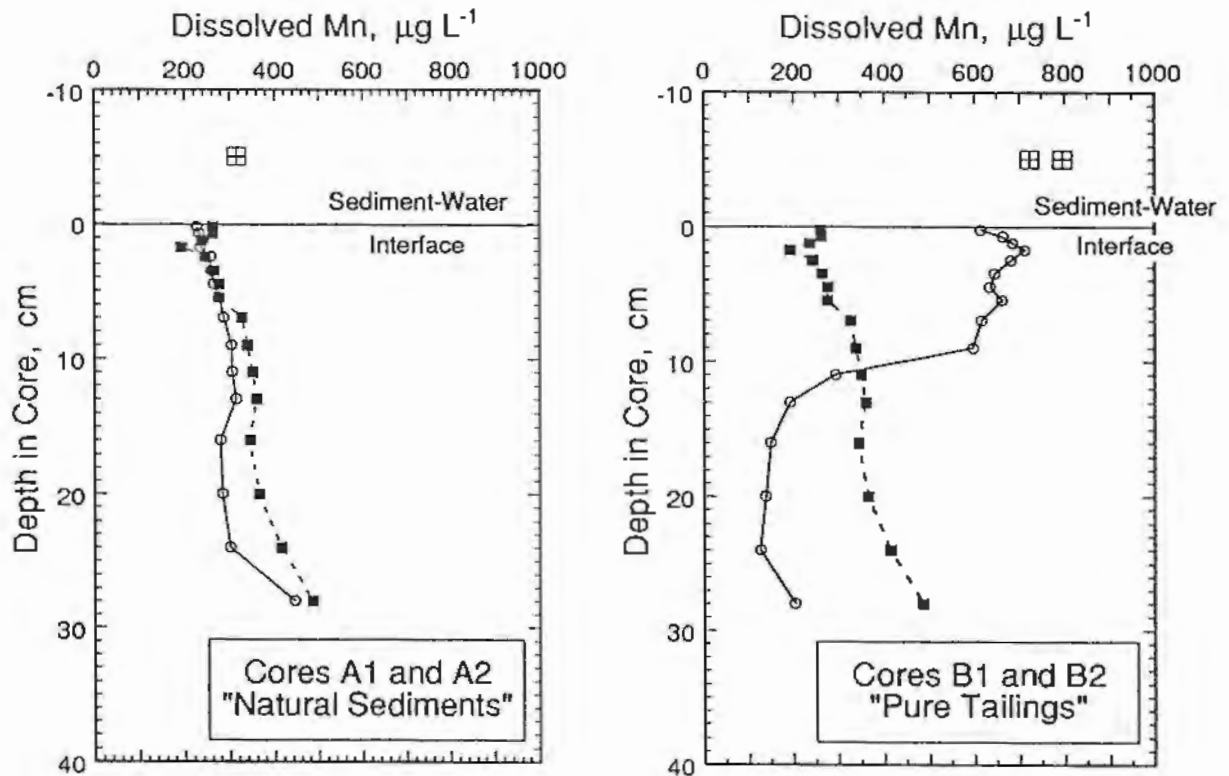 Dissolved Mn, μg L⁻¹
0 200 400 600 800 1000
-10
0
10
20
30
40
Depth in Core, cm
Sediment-Water
Interface
Cores A1 and A2
"Natural Sediments"
Dissolved Mn, μg L⁻¹
0 200 400 600 800 1000
-10
0
10
20
30
40
Depth in Core, cm
Sediment-Water
Interface
Cores B1 and B2
"Pure Tailings"